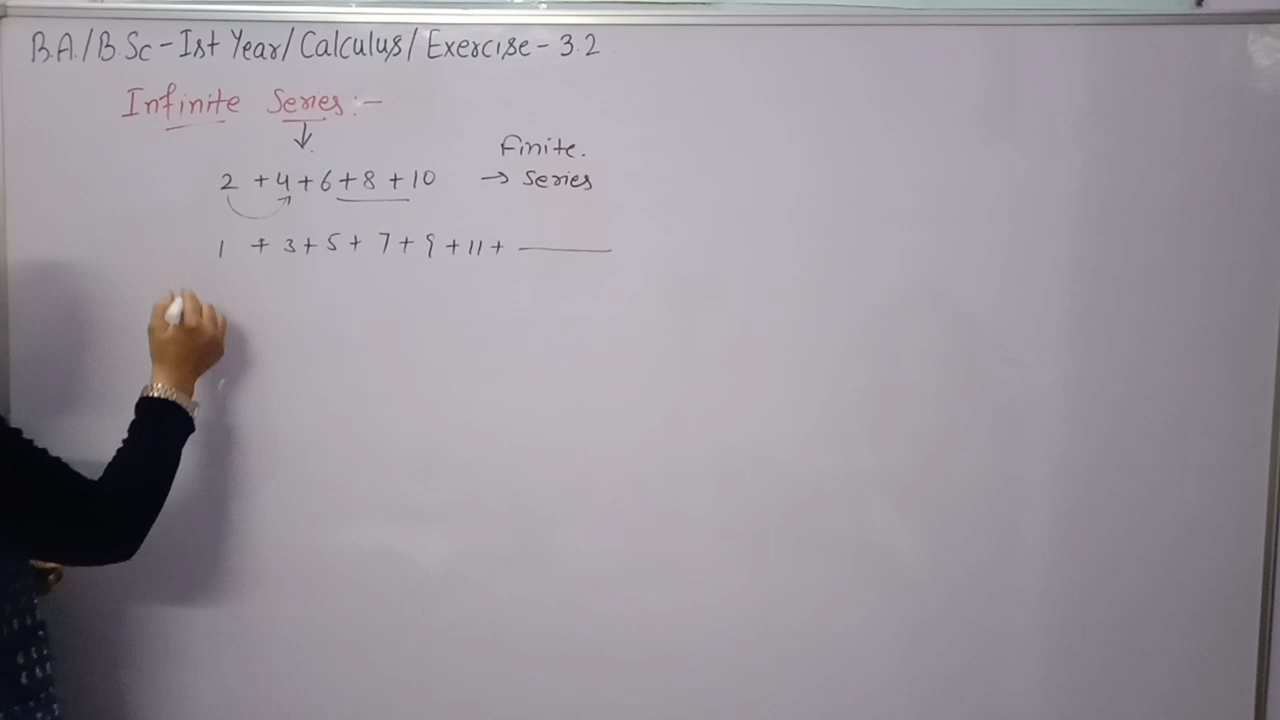 B.A./B.Sc-Ist Year/Calculus/Exercise-3.2
Infinite Series:-
Finite.
2 +4+6+8+10 → Series
1 + 3+5+7+9+11+